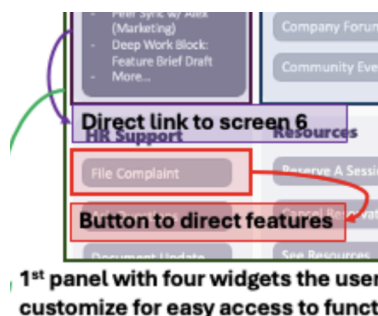 - Peer Sync w/ Alex
(Marketing)
- Deep Work Block:
Feature Brief Draft
- More...
Company Forum
Community Eve
Direct link to screen 6
HR Support
Resources
File Complaint
Reserve A Sessi
Button to direct features
Document Update
See Resources
1st panel with four widgets the user
customize for easy access to funct